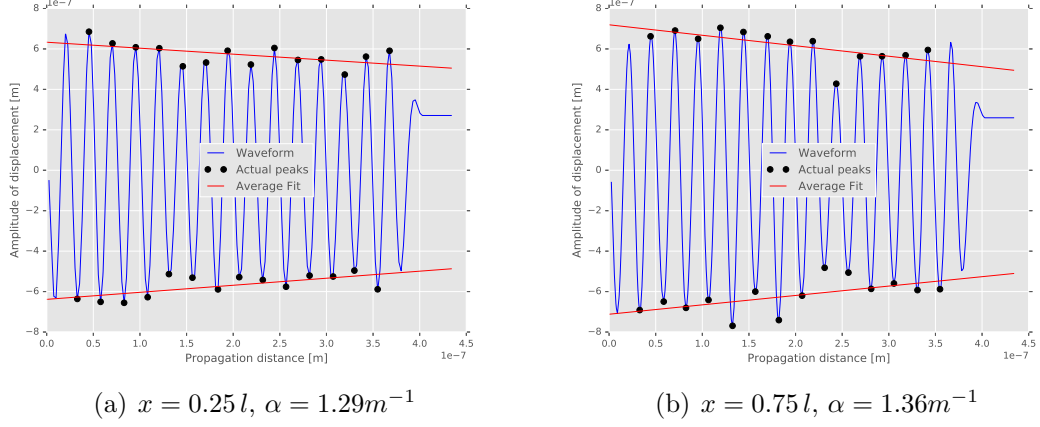 1e−7
8
6
4
2
0
−2
−4
−6
−8
Amplitude of displacement [m]
Waveform
Actual peaks
Average Fit
0.0 0.5 1.0 1.5 2.0 2.5 3.0 3.5 4.0 4.5
Propagation distance [m]
1e−7
(a) x = 0.25 l, α = 1.29m⁻¹
1e−7
8
6
4
2
0
−2
−4
−6
−8
Amplitude of displacement [m]
Waveform
Actual peaks
Average Fit
0.0 0.5 1.0 1.5 2.0 2.5 3.0 3.5 4.0 4.5
Propagation distance [m]
1e−7
(b) x = 0.75 l, α = 1.36m⁻¹